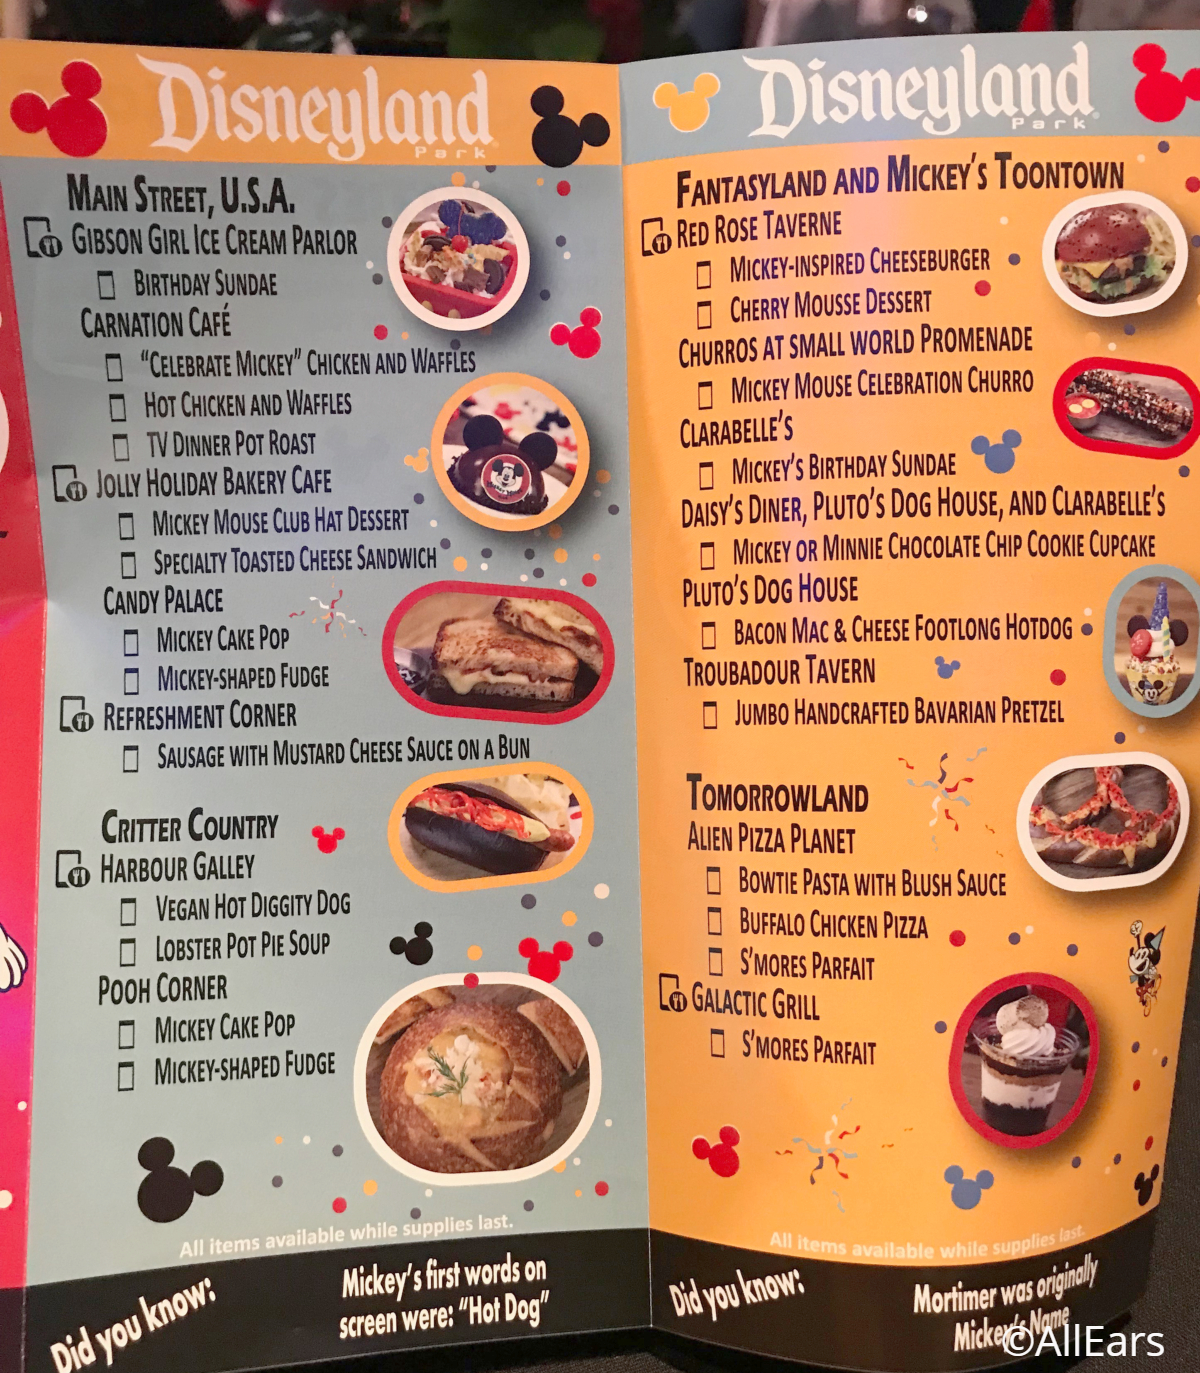 Disneyland
Park
MAIN STREET, U.S.A.
GIBSON GIRL ICE CREAM PARLOR
BIRTHDAY SUNDAE
CARNATION CAFÉ
"CELEBRATE MICKEY" CHICKEN AND WAFFLES
HOT CHICKEN AND WAFFLES
TV DINNER POT ROAST
JOLLY HOLIDAY BAKERY CAFE
MICKEY MOUSE CLUB HAT DESSERT
SPECIALTY TOASTED CHEESE SANDWICH
CANDY PALACE
MICKEY CAKE POP
MICKEY-SHAPED FUDGE
REFRESHMENT CORNER
SAUSAGE WITH MUSTARD CHEESE SAUCE ON A BUN
CRITTER COUNTRY
HARBOUR GALLEY
VEGAN HOT DIGGITY DOG
LOBSTER POT PIE SOUP
POOH CORNER
MICKEY CAKE POP
MICKEY-SHAPED FUDGE
All items available while supplies last.
Did you know:
Mickey's first words on
screen were: "Hot Dog"
Disneyland
Park
FANTASYLAND AND MICKEY'S TOONTOWN
RED ROSE TAVERNE
MICKEY-INSPIRED CHEESEBURGER
CHERRY MOUSSE DESSERT
CHURROS AT SMALL WORLD PROMENADE
MICKEY MOUSE CELEBRATION CHURRO
CLARABELLE'S
MICKEY'S BIRTHDAY SUNDAE
DAISY'S DINER, PLUTO'S DOG HOUSE, AND CLARABELLE'S
MICKEY OR MINNIE CHOCOLATE CHIP COOKIE CUPCAKE
PLUTO'S DOG HOUSE
BACON MAC & CHEESE FOOTLONG HOTDOG
TROUBADOUR TAVERN
JUMBO HANDCRAFTED BAVARIAN PRETZEL
TOMORROWLAND
ALIEN PIZZA PLANET
BOWTIE PASTA WITH BLUSH SAUCE
BUFFALO CHICKEN PIZZA
S'MORES PARFAIT
GALACTIC GRILL
S'MORES PARFAIT
All items available while supplies last.
Did you know:
Mortimer was originally
Mickey's Name
©AllEars